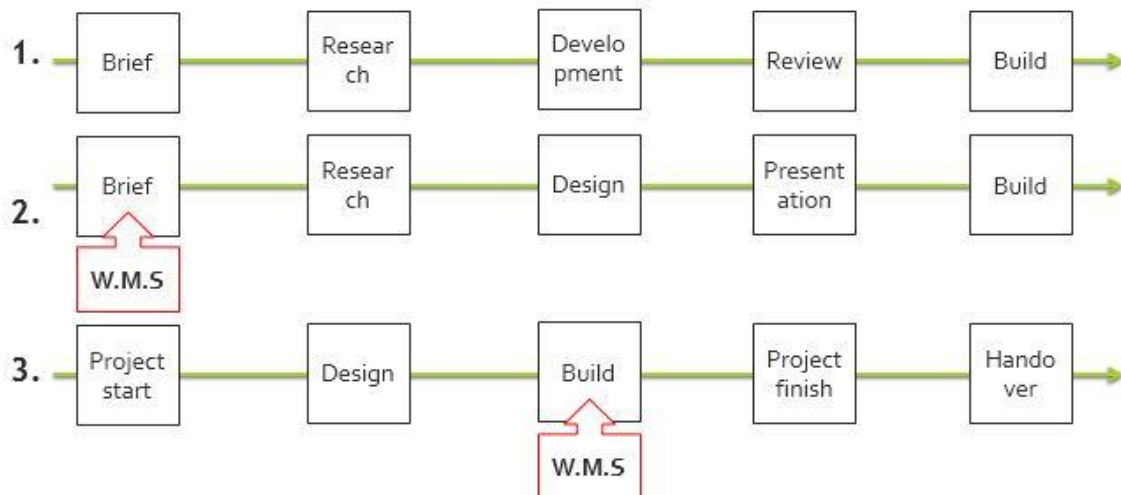 1.
Brief
Resear
ch
Develo
pment
Review
Build
2.
Brief
Resear
ch
Design
Present
ation
Build
W.M.S
3.
Project
start
Design
Build
Project
finish
Hando
ver
W.M.S